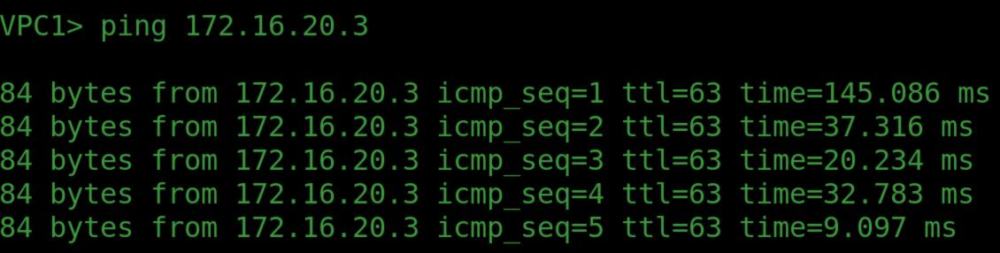 VPC1> ping 172.16.20.3
84 bytes from 172.16.20.3 icmp_seq=1 ttl=63 time=145.086 ms
84 bytes from 172.16.20.3 icmp_seq=2 ttl=63 time=37.316 ms
84 bytes from 172.16.20.3 icmp_seq=3 ttl=63 time=20.234 ms
84 bytes from 172.16.20.3 icmp_seq=4 ttl=63 time=32.783 ms
84 bytes from 172.16.20.3 icmp_seq=5 ttl=63 time=9.097 ms